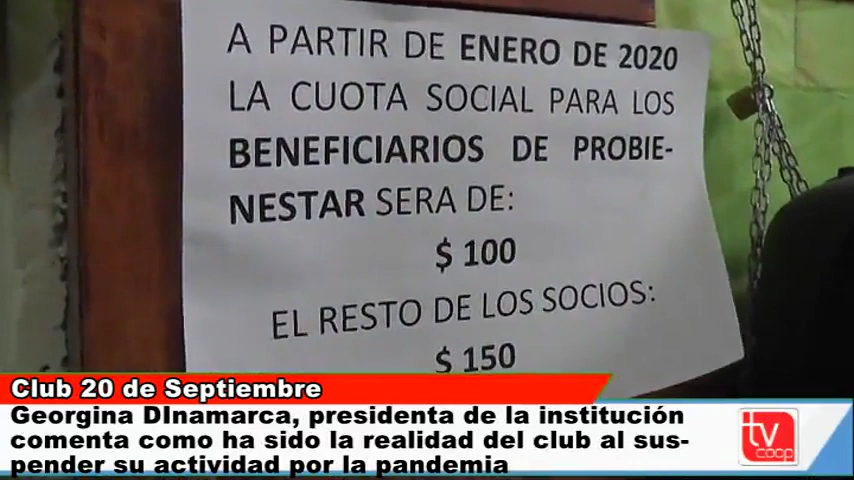 A PARTIR DE ENERO DE 2020
LA CUOTA SOCIAL PARA LOS
BENEFICIARIOS DE PROBIE-
NESTAR SERA DE:
$ 100
EL RESTO DE LOS SOCIOS:
$ 150
Club 20 de Septiembre
Georgina DInamarca, presidenta de la institución
comenta como ha sido la realidad del club al sus-
pender su actividad por la pandemia
tv
coop